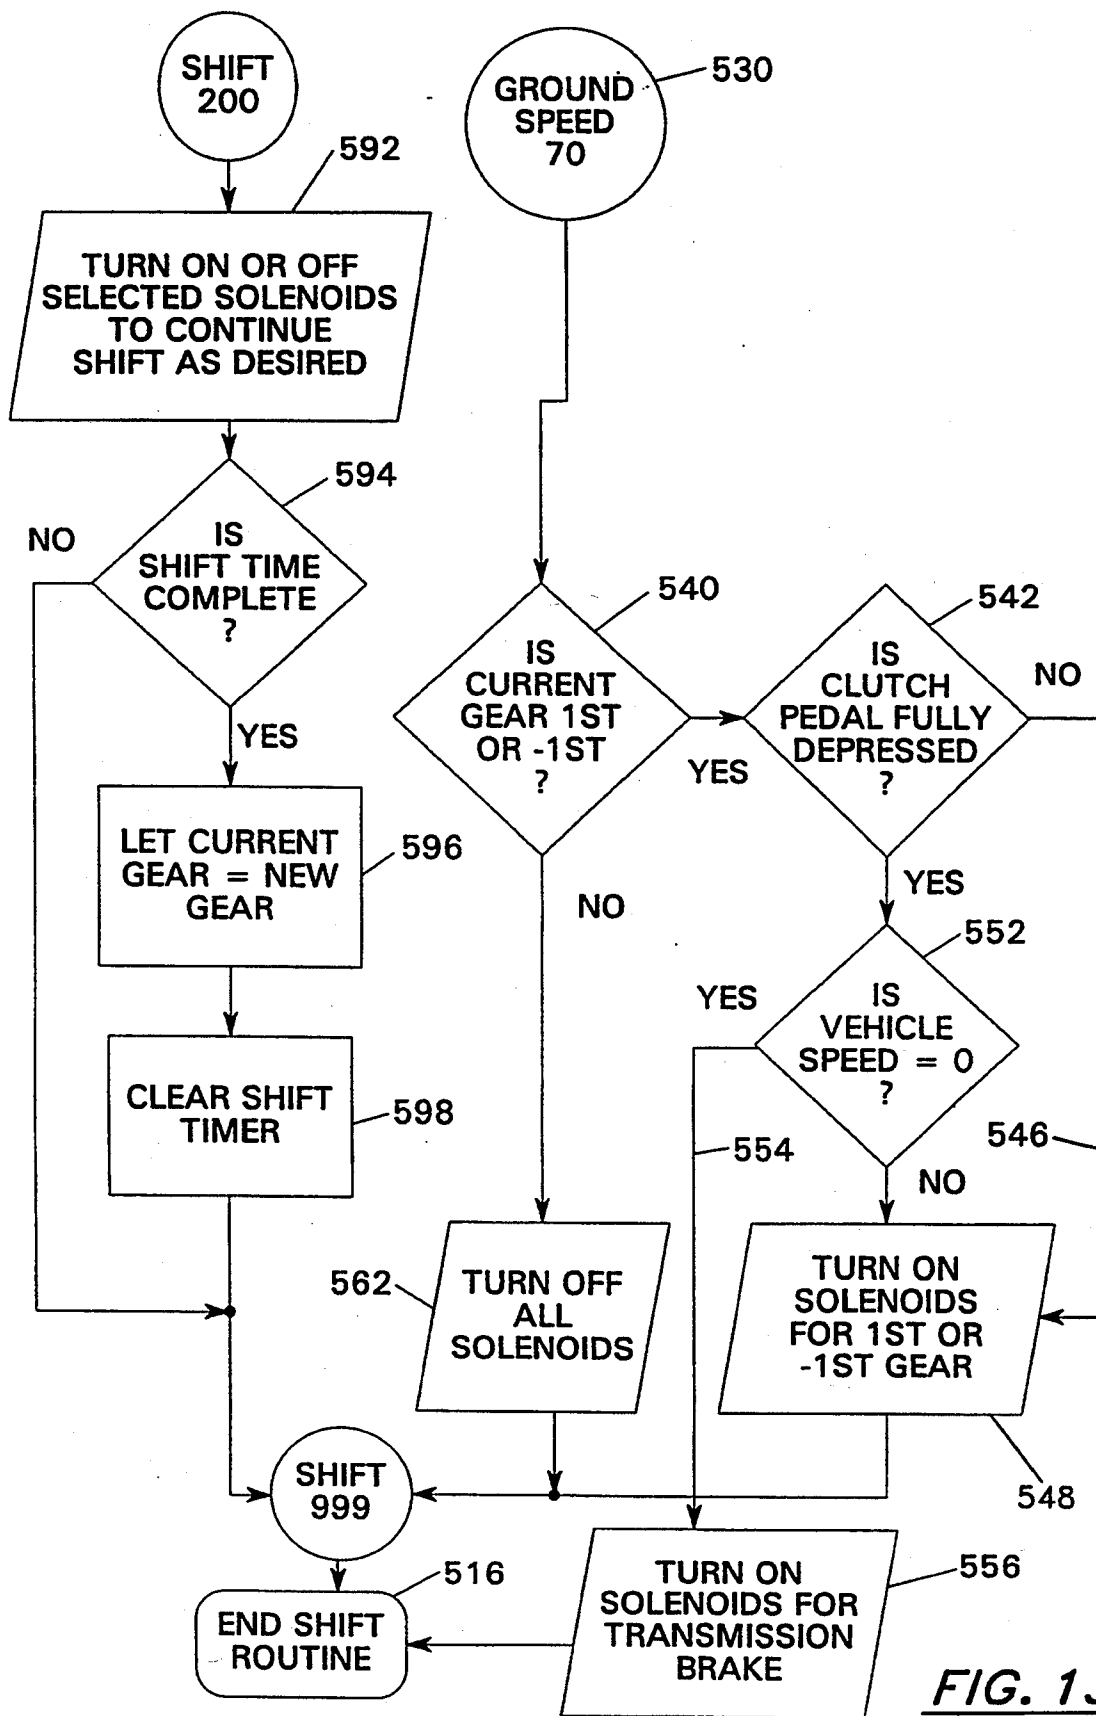 SHIFT
200
592
TURN ON OR OFF
SELECTED SOLENOIDS
TO CONTINUE
SHIFT AS DESIRED
594
NO
IS
SHIFT TIME
COMPLETE
?
YES
LET CURRENT
GEAR = NEW
GEAR
596
CLEAR SHIFT
TIMER
598
GROUND
SPEED
70
530
540
IS
CURRENT
GEAR 1ST
OR -1ST
?
YES
NO
542
IS
CLUTCH
PEDAL FULLY
DEPRESSED
?
NO
YES
552
IS
VEHICLE
SPEED = 0
?
YES
554
NO
546
562
TURN OFF
ALL
SOLENOIDS
TURN ON
SOLENOIDS
FOR 1ST OR
-1ST GEAR
548
SHIFT
999
516
END SHIFT
ROUTINE
TURN ON
SOLENOIDS FOR
TRANSMISSION
BRAKE
556
FIG.